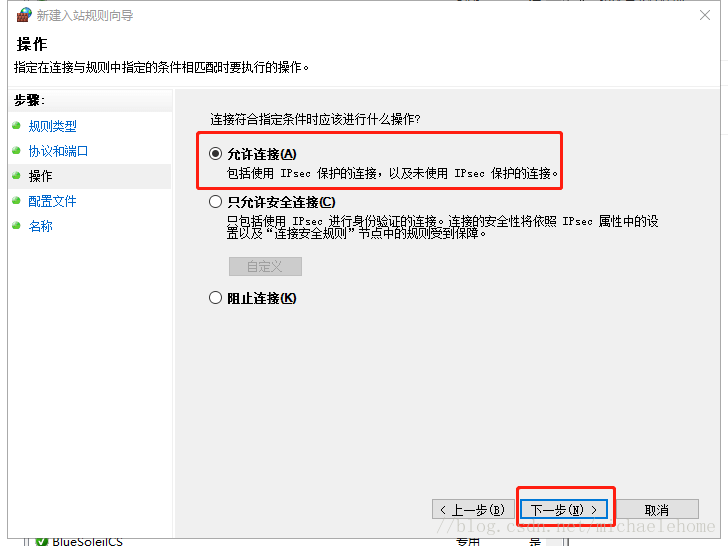 新建入站规则向导
操作
指定在连接与规则中指定的条件相匹配时要执行的操作。
步骤:
规则类型
协议和端口
操作
配置文件
名称
连接符合指定条件时应该进行什么操作?
允许连接(A)
包括使用 IPsec 保护的连接，以及未使用 IPsec 保护的连接。
只允许安全连接(C)
只包括使用 IPsec 进行身份验证的连接。连接的安全性将依照 IPsec 属性中的设
置以及“连接安全规则”节点中的规则受到保障。
自定义
阻止连接(K)
< 上一步(B)
下一步(N) >
取消
//blog.csdn.net/michaelehome
BlueSoleilCS
专用
是